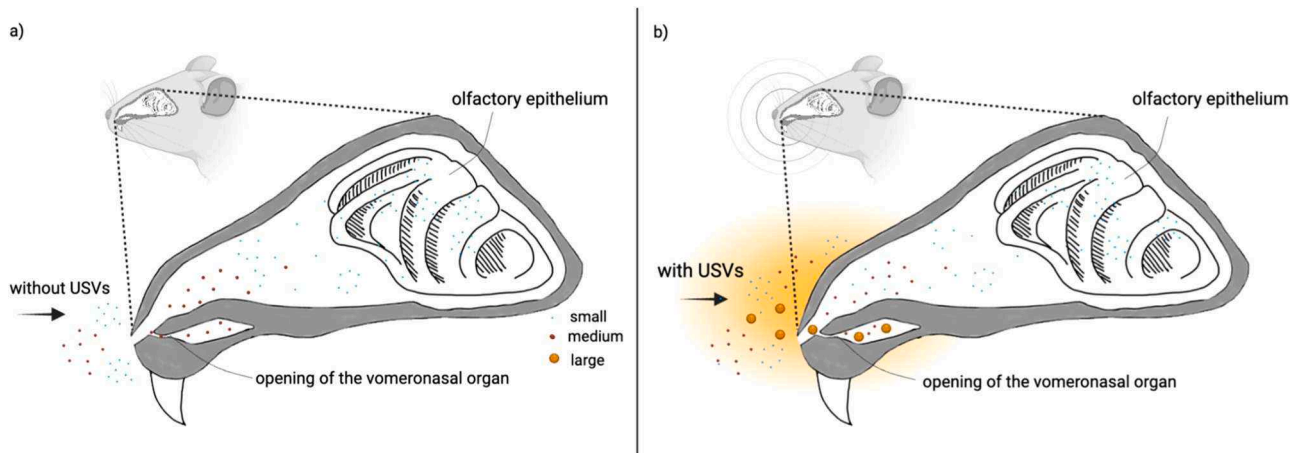 a)
olfactory epithelium
without USVs
small
medium
large
opening of the vomeronasal organ
b)
olfactory epithelium
with USVs
opening of the vomeronasal organ